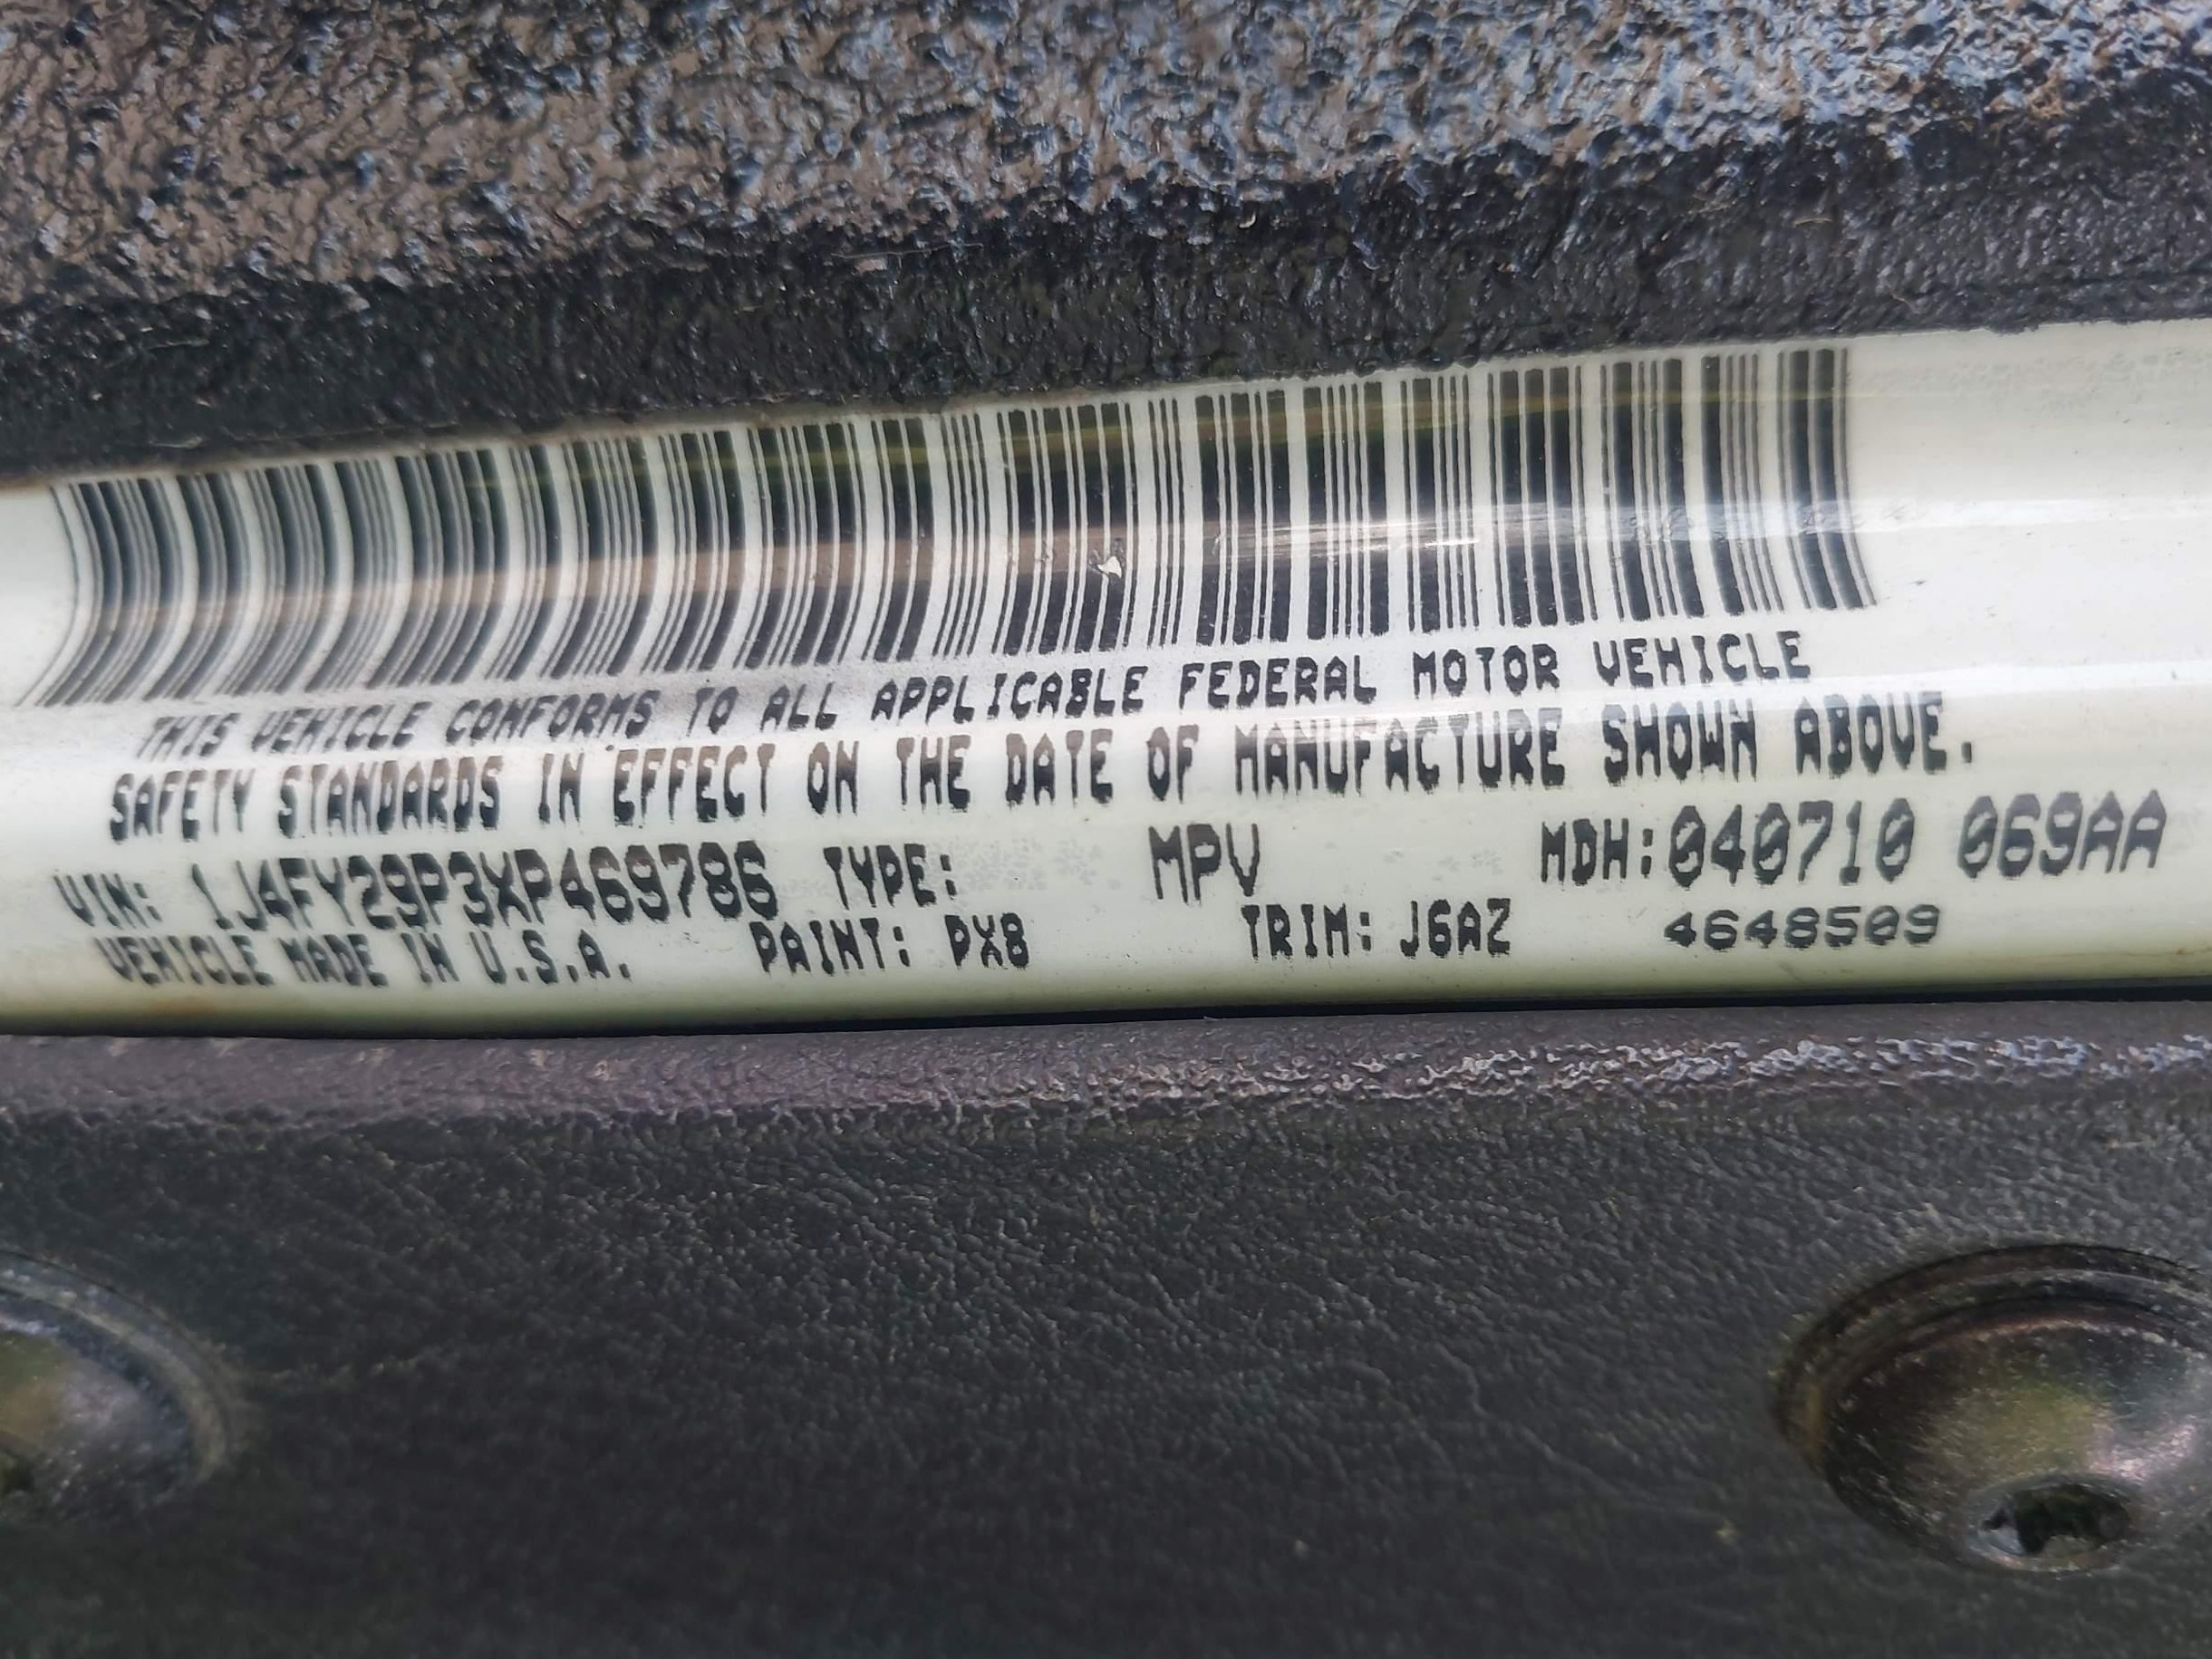 THIS VEHICLE CONFORMS TO ALL APPLICABLE FEDERAL MOTOR VEHICLE
SAFETY STANDARDS IN EFFECT ON THE DATE OF MANUFACTURE SHOWN ABOVE.
VIN: 1J4FY29P3XP469786 TYPE: MPV MDH:040710 069AA
VEHICLE MADE IN U.S.A. PAINT: PX8 TRIM: J6AZ 4648509